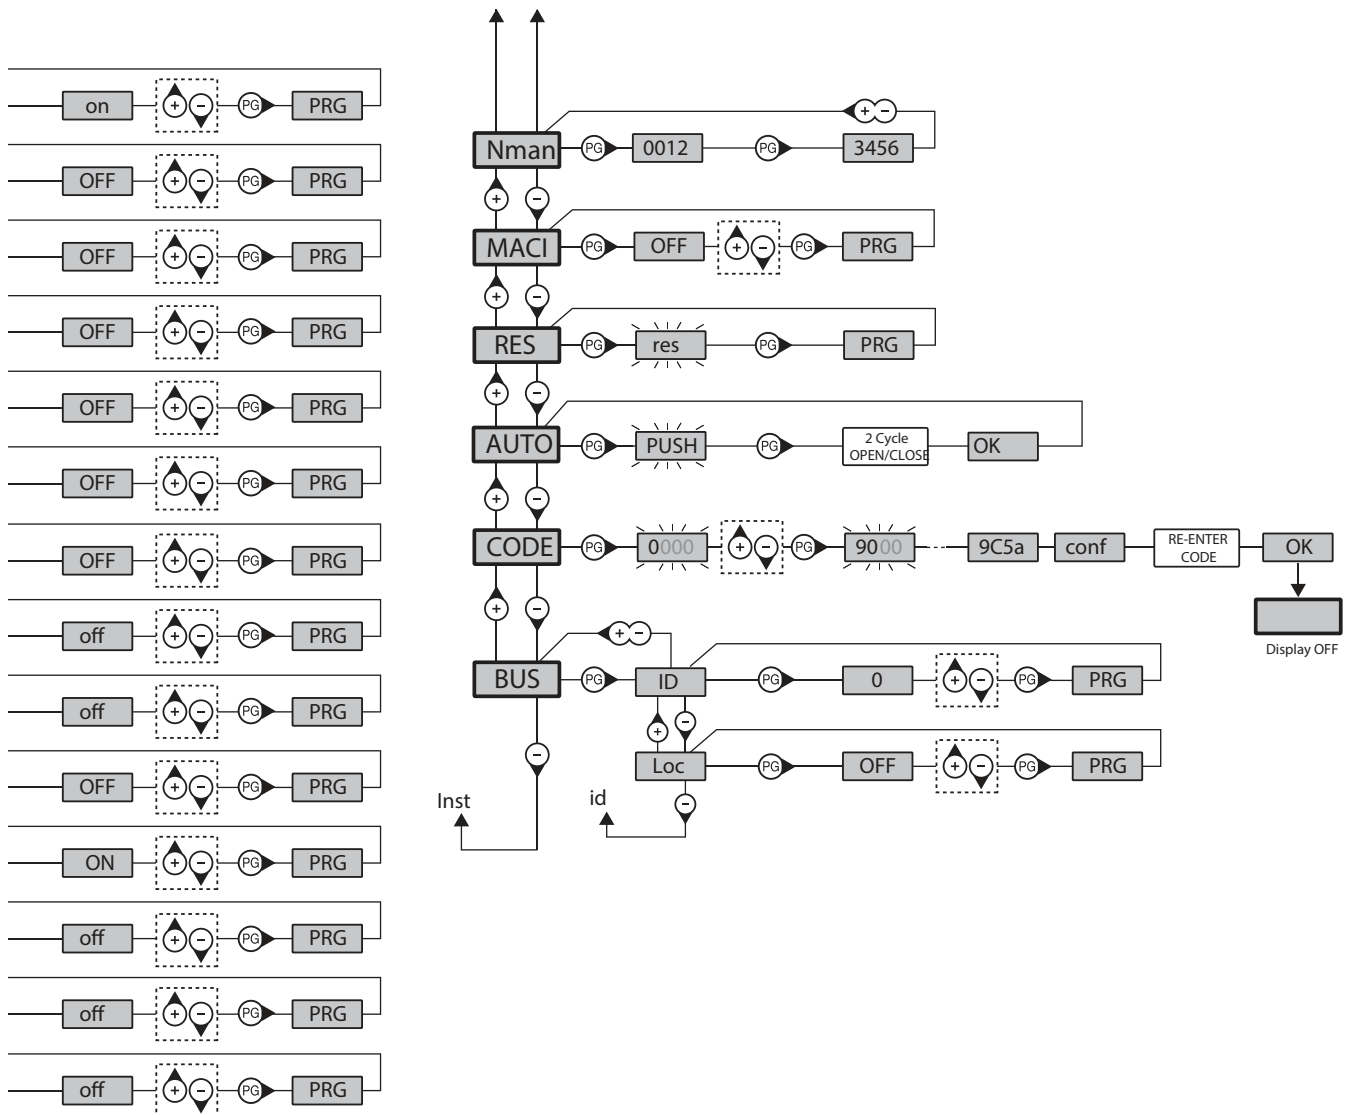 on + - PG PRG
OFF + - PG PRG
OFF + - PG PRG
OFF + - PG PRG
OFF + - PG PRG
OFF + - PG PRG
OFF + - PG PRG
off + - PG PRG
off + - PG PRG
OFF + - PG PRG
ON + - PG PRG
off + - PG PRG
off + - PG PRG
off + - PG PRG
+ -
Nman PG 0012 PG 3456
+ -
MACI PG OFF + - PG PRG
+ -
RES PG res PG PRG
+ -
AUTO PG PUSH PG 2 Cycle
OPEN/CLOSE
OK
+ -
CODE PG 0000 + - PG 9000 9C5a conf RE-ENTER
CODE
OK
Display OFF
+ -
+ -
BUS PG ID PG 0 + - PG PRG
+ -
Loc PG OFF + - PG PRG
-
-
Inst
id